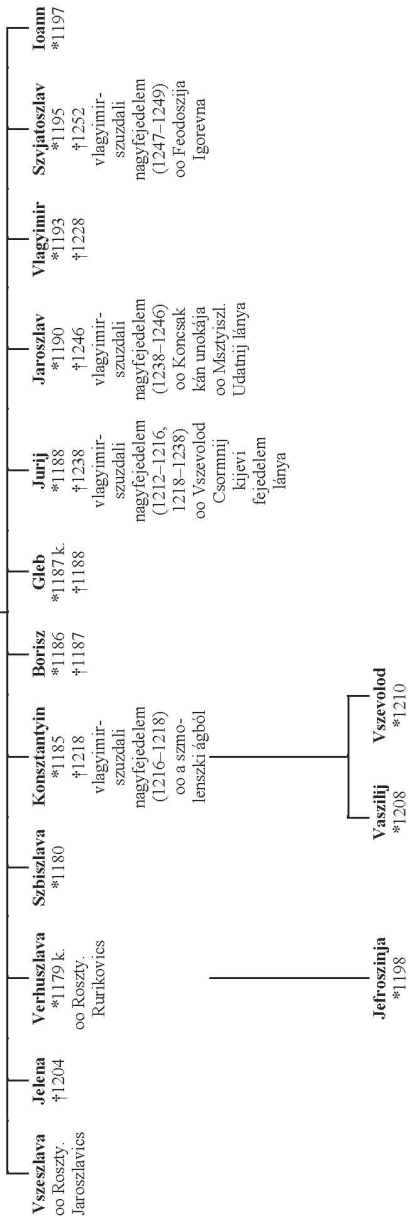 Vszeszlava
oo Roszty.
Jaroszlavics
Jelena
†1204
Verhuszlava
*1179 k.
oo Roszty.
Rurikovics
Szbiszlava
*1180
Konsztantyin
*1185
†1218
vlagyimir-
szuzdali
nagyfejedelem
(1216–1218)
oo a szmo-
lenszki ágból
Borisz
*1186
†1187
Gleb
*1187 k.
†1188
Jurij
*1188
†1238
vlagyimir-
szuzdali
nagyfejedelem
(1212–1216,
1218–1238)
oo Vszevolod
Csormnij
kijevi
fejedelem
lánya
Jaroszlav
*1190
†1246
vlagyimir-
szuzdali
nagyfejedelem
(1238–1246)
oo Koncsak
kán unokája
oo Msztyiszl.
Udatnij lánya
Vlagyimir
*1193
†1228
Szvjatoszlav
*1195
†1252
vlagyimir-
szuzdali
nagyfejedelem
(1247–1249)
oo Feodoszija
Igorevna
Ioann
*1197
Jefroszinja
*1198
Vaszilij
*1208
Vszevolod
*1210